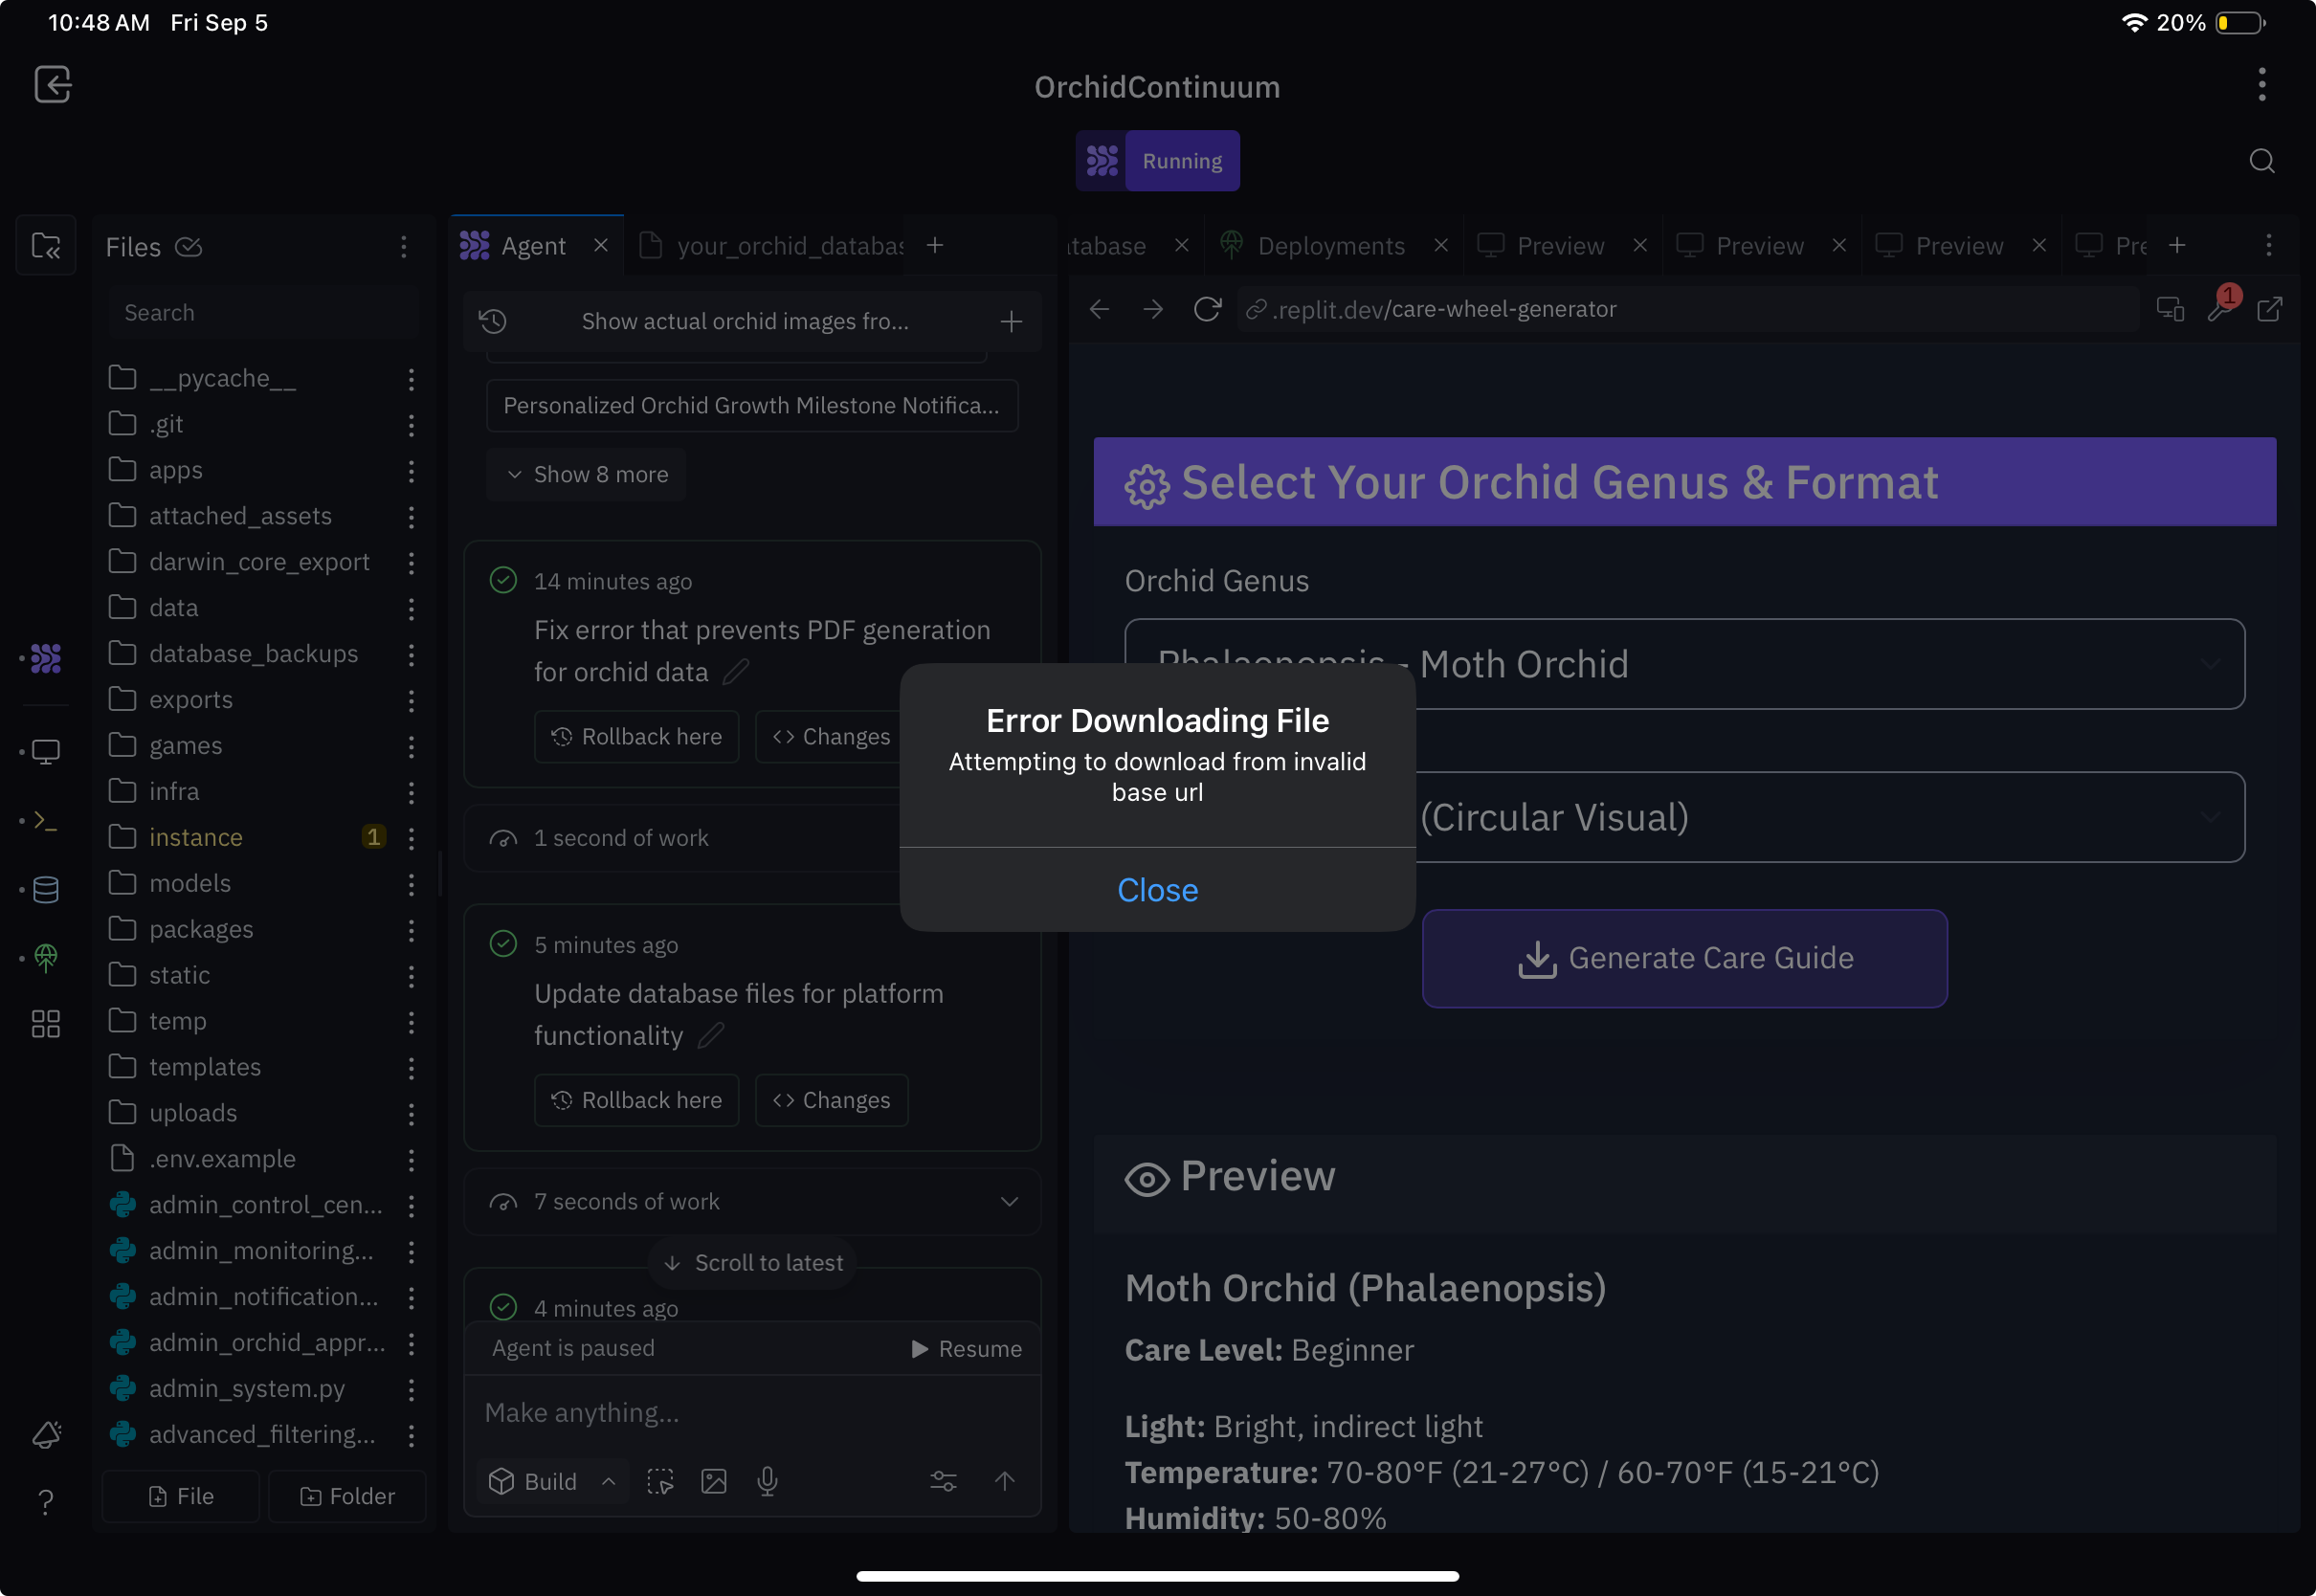 10:48 AM Fri Sep 5
20%
OrchidContinuum
Running
Files
Search
__pycache__
.git
apps
attached_assets
darwin_core_export
data
database_backups
exports
games
infra
instance
1
models
packages
static
temp
templates
uploads
.env.example
admin_control_cen...
admin_monitoring...
admin_notification...
admin_orchid_appr...
admin_system.py
advanced_filtering...
File
Folder
Agent
your_orchid_databas
Show actual orchid images fro...
Personalized Orchid Growth Milestone Notifica...
Show 8 more
14 minutes ago
Fix error that prevents PDF generation
for orchid data
Rollback here
Changes
1 second of work
5 minutes ago
Update database files for platform
functionality
Rollback here
Changes
7 seconds of work
Scroll to latest
4 minutes ago
Agent is paused
Resume
Make anything...
Build
Error Downloading File
Attempting to download from invalid
base url
Close
tabase
Deployments
Preview
Preview
Preview
Pre
.replit.dev/care-wheel-generator
1
Select Your Orchid Genus & Format
Orchid Genus
Phalaenopsis - Moth Orchid
(Circular Visual)
Generate Care Guide
Preview
Moth Orchid (Phalaenopsis)
Care Level: Beginner
Light: Bright, indirect light
Temperature: 70-80°F (21-27°C) / 60-70°F (15-21°C)
Humidity: 50-80%